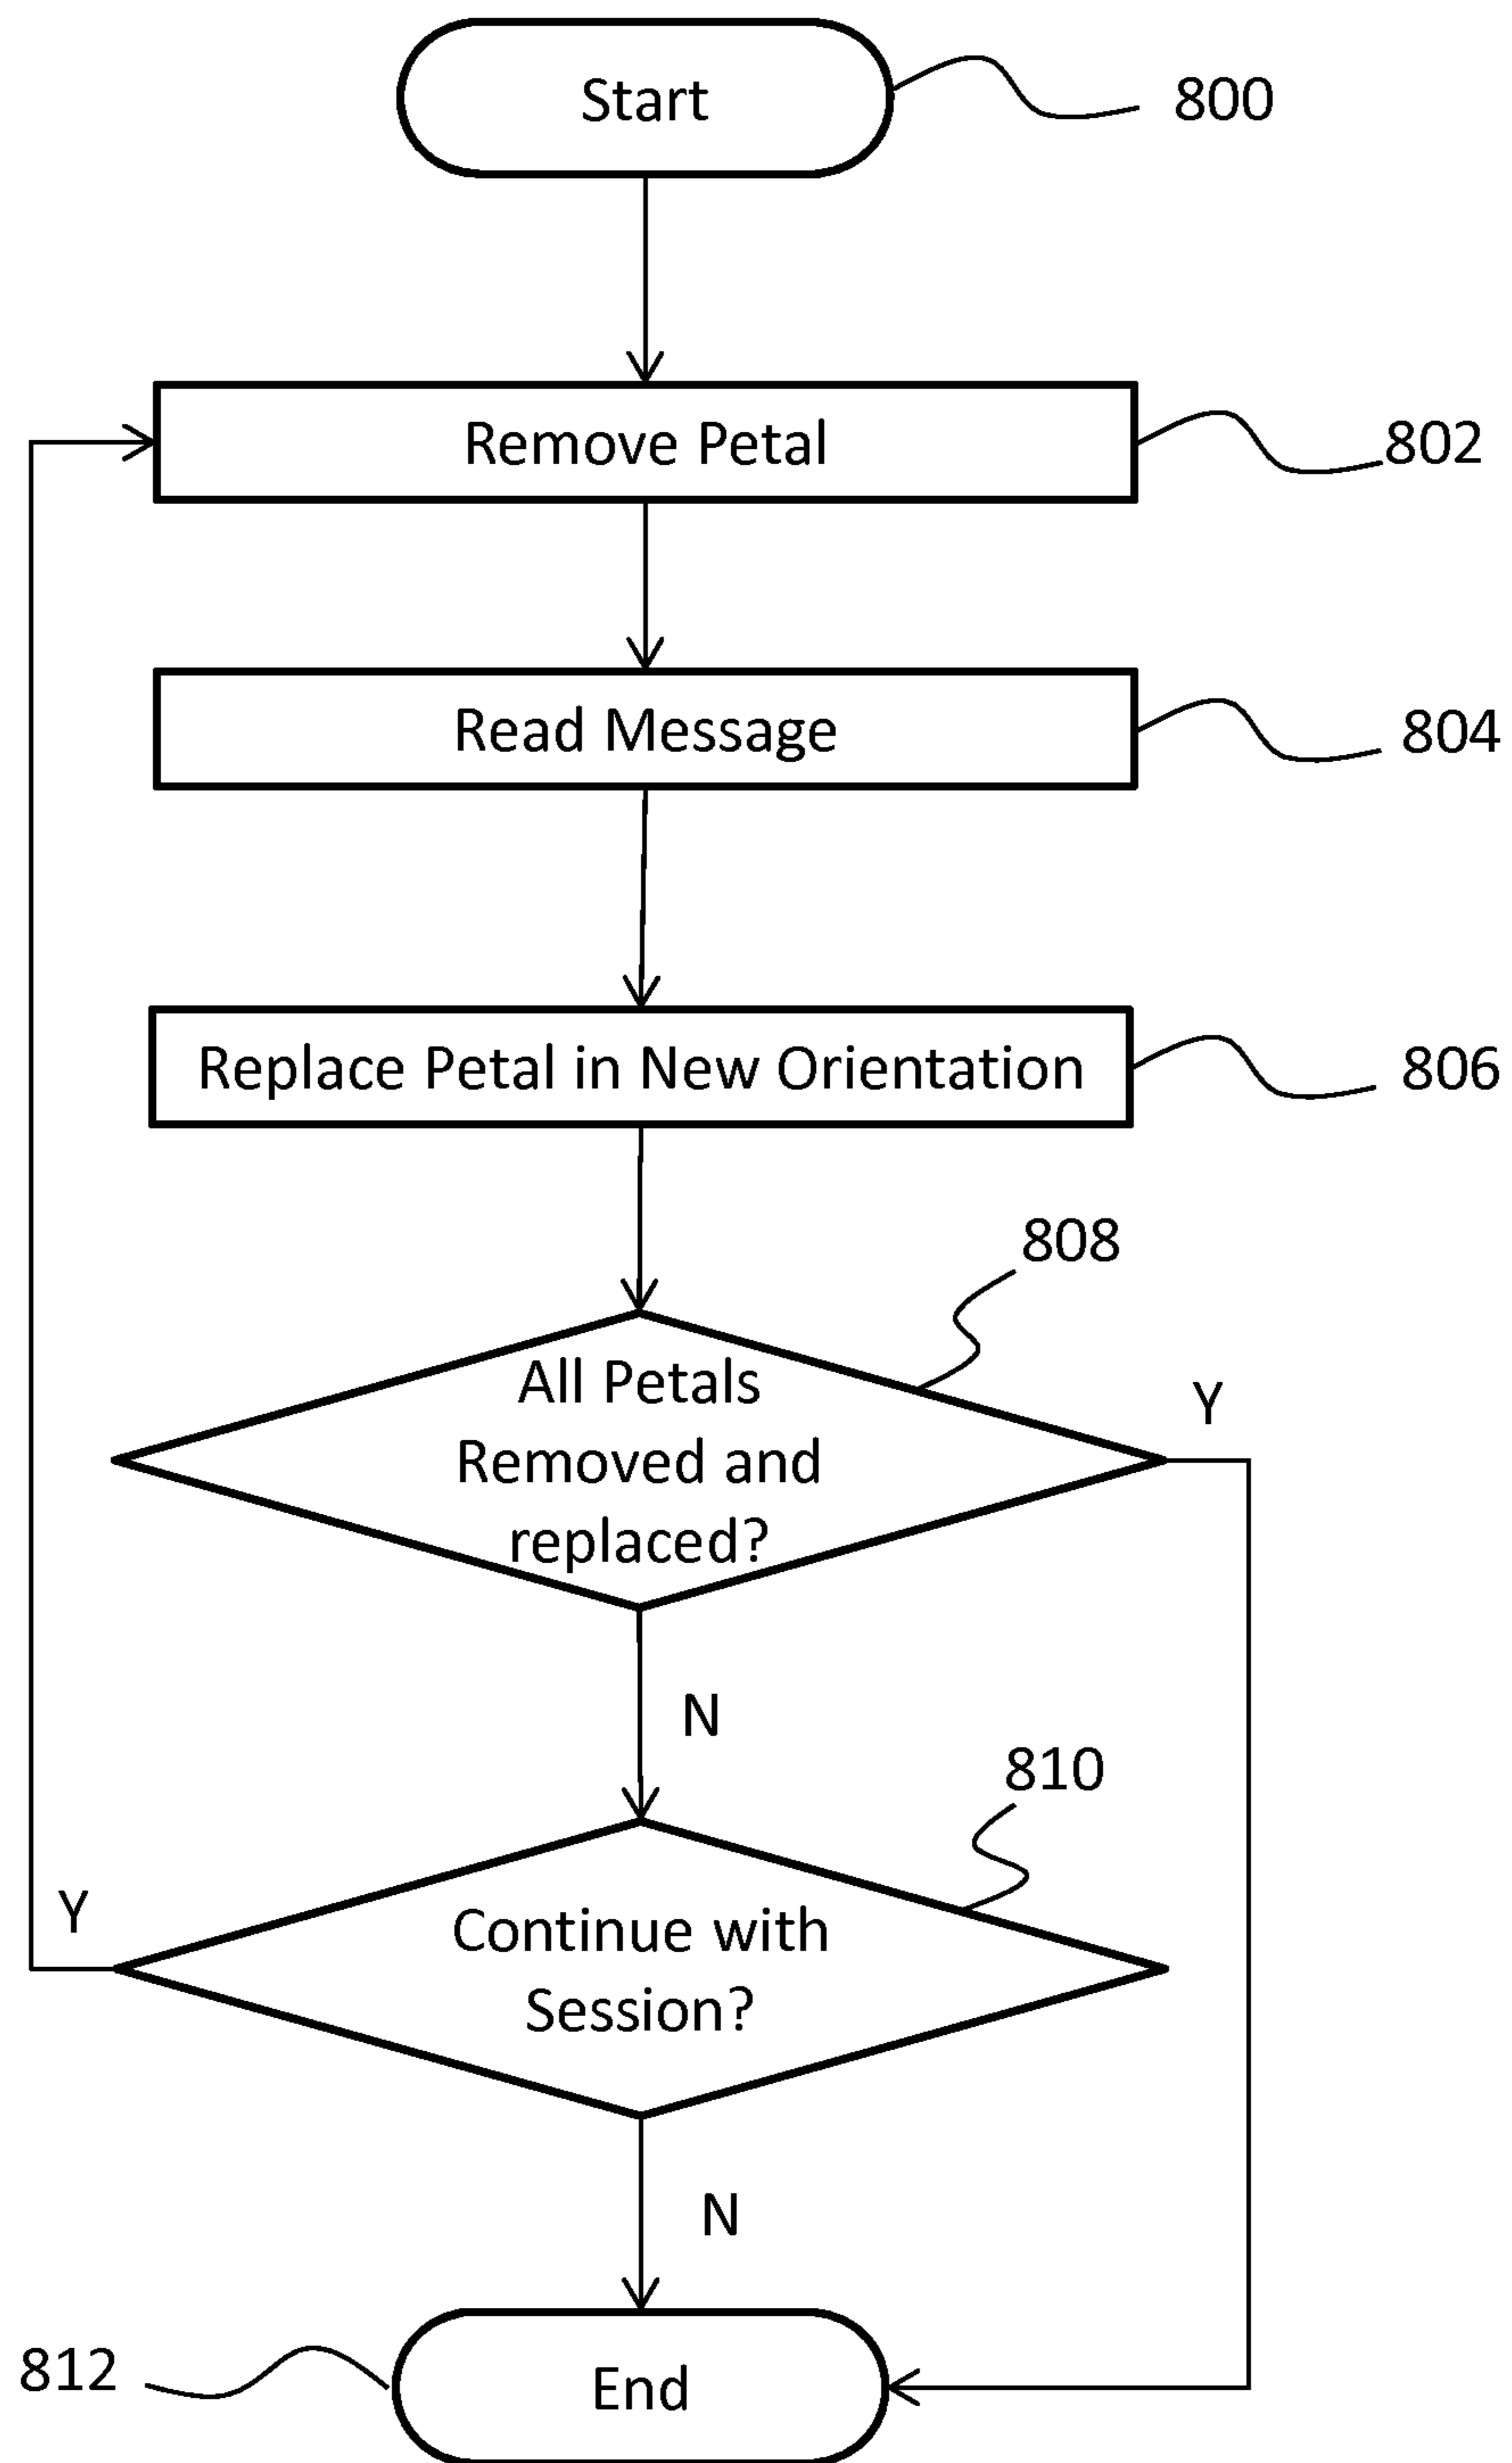 Start
800
Remove Petal
802
Read Message
804
Replace Petal in New Orientation
806
808
All Petals
Removed and
replaced?
Y
N
810
Y
Continue with
Session?
N
812
End